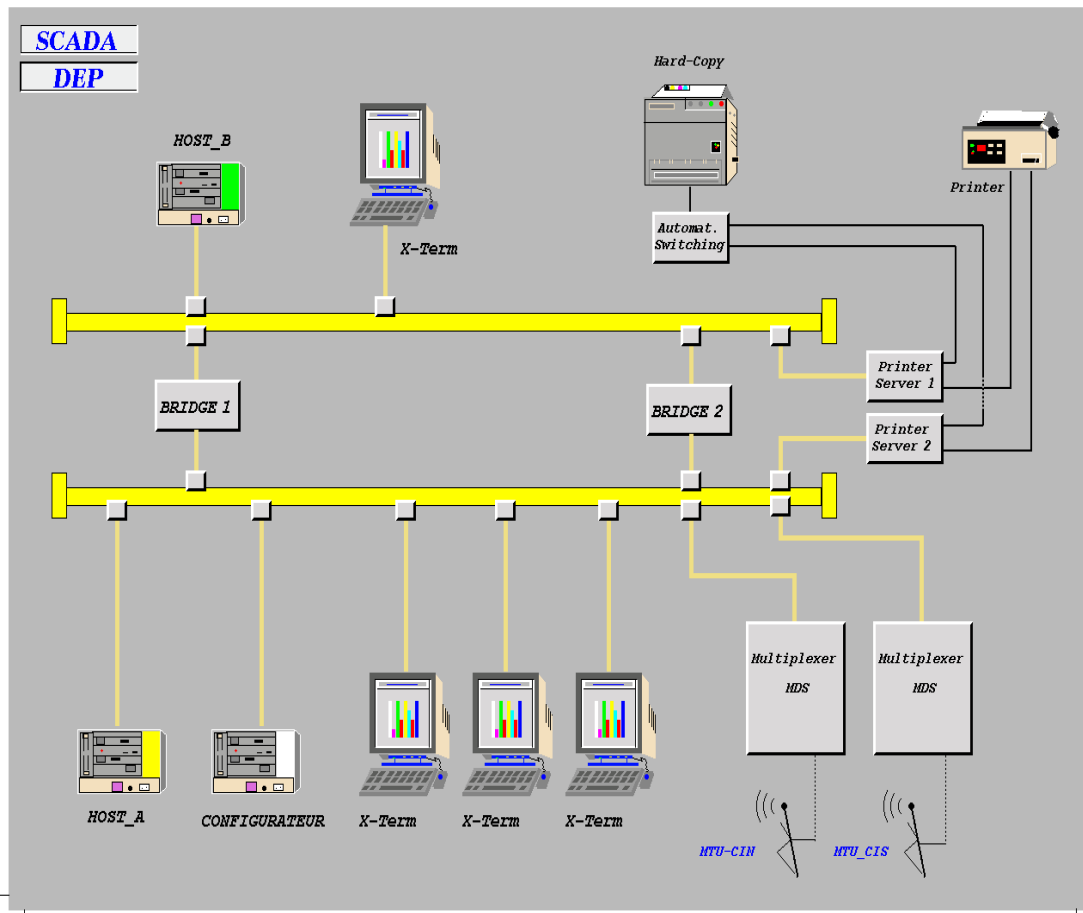 SCADA
DEP
Hard-Copy
HOST_B
Printer
Automat.
Switching
X-Term
Printer
Server 1
BRIDGE 1
BRIDGE 2
Printer
Server 2
Multiplexer
MDS
Multiplexer
MDS
HOST_A
CONFIGURATEUR
X-Term
X-Term
X-Term
MTU-CIN
MTU_CIS